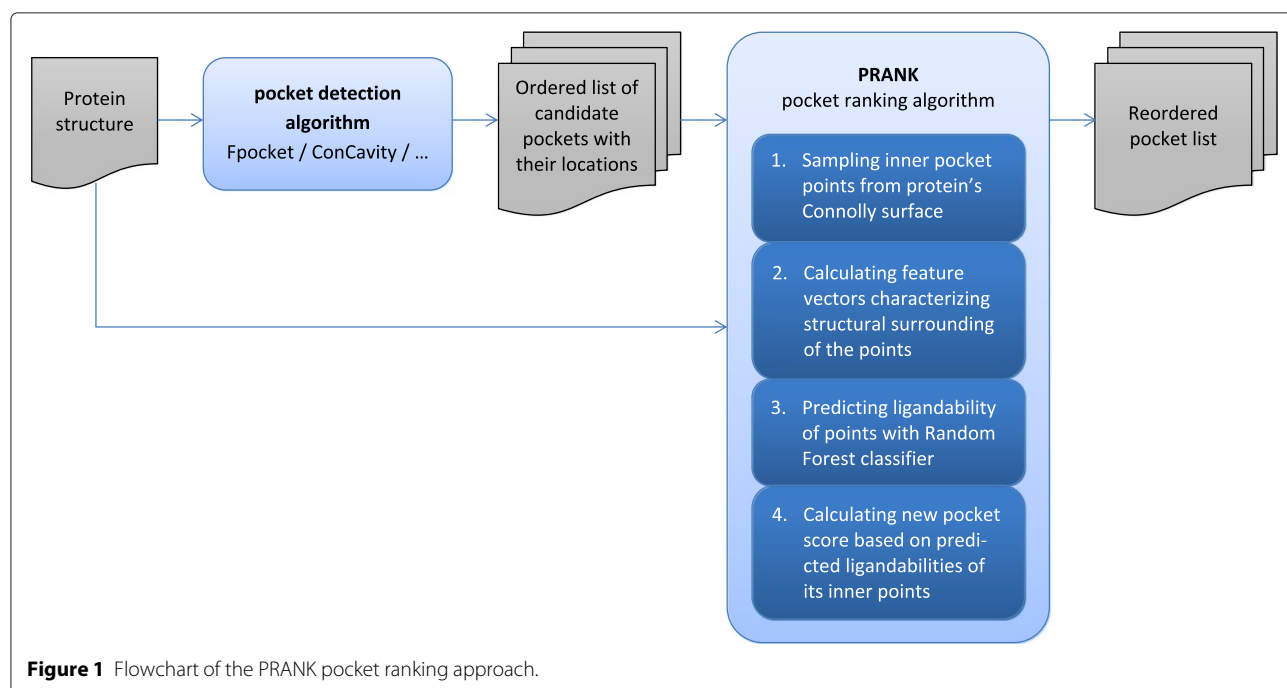 Protein
structure
pocket detection
algorithm
Fpocket / ConCavity / ...
Ordered list of
candidate
pockets with
their locations
PRANK
pocket ranking algorithm
1. Sampling inner pocket
points from protein's
Connolly surface
2. Calculating feature
vectors characterizing
structural surrounding
of the points
3. Predicting ligandability
of points with Random
Forest classifier
4. Calculating new pocket
score based on predi-
cted ligandabilities of
its inner points
Reordered
pocket list
Figure 1 Flowchart of the PRANK pocket ranking approach.